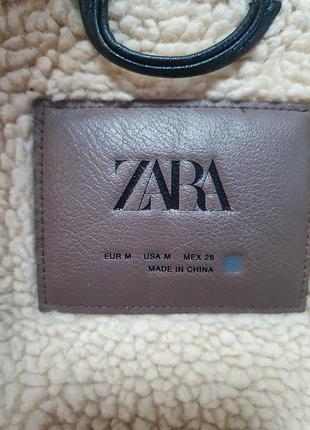 ZARA
EUR M USA M MEX 28
MADE IN CHINA